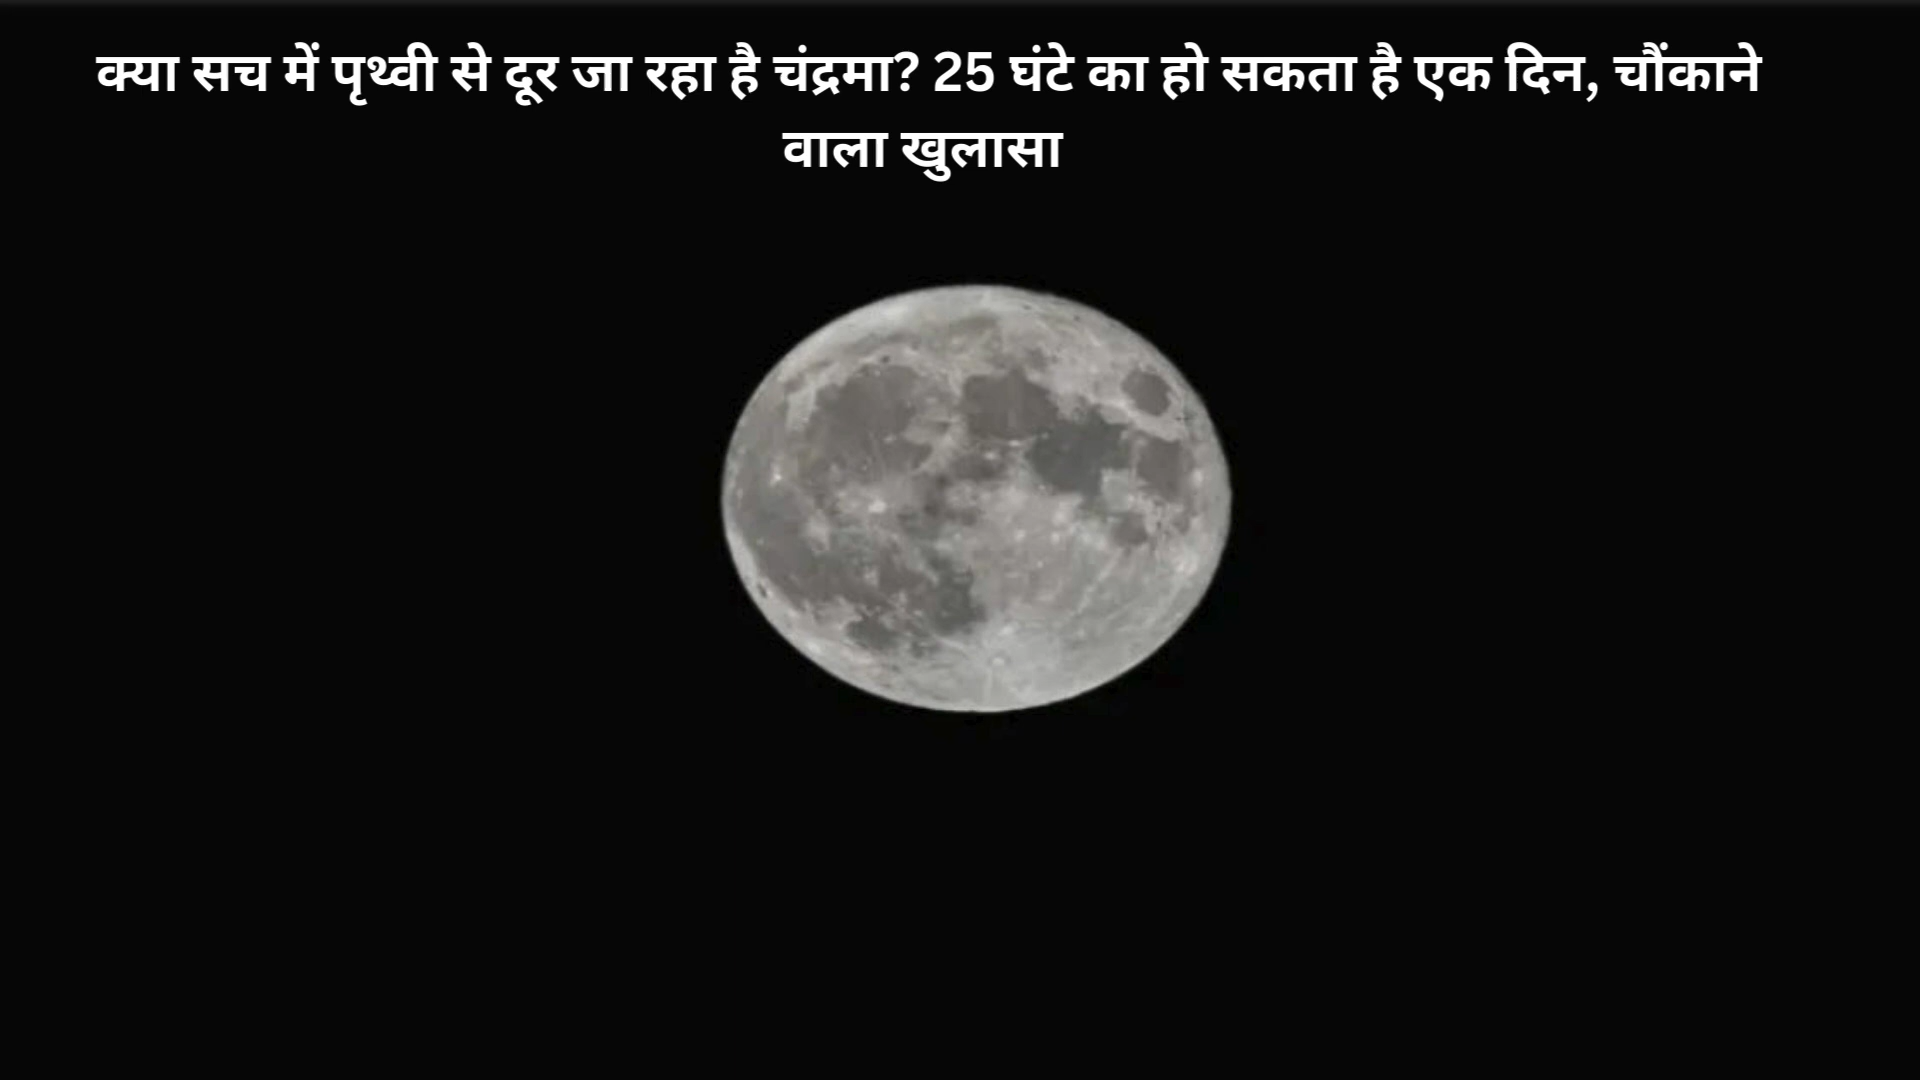 क्या सच में पृथ्वी से दूर जा रहा है चंद्रमा? 25 घंटे का हो सकता है एक दिन, चौंकाने
वाला खुलासा